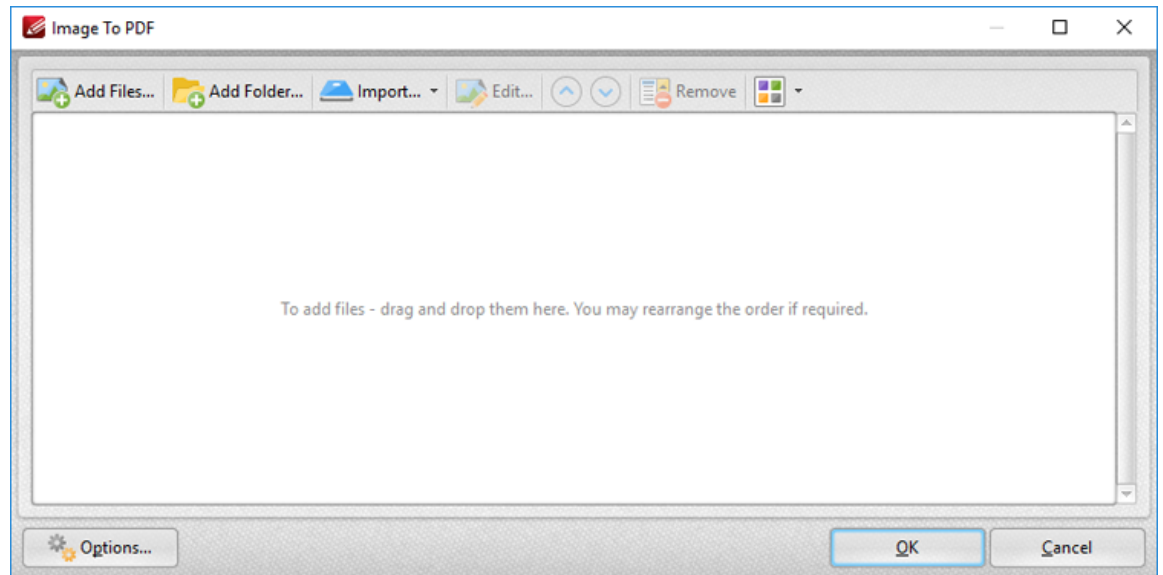 Image To PDF
Add Files... Add Folder... Import... Edit... Remove
To add files - drag and drop them here. You may rearrange the order if required.
Options... OK Cancel